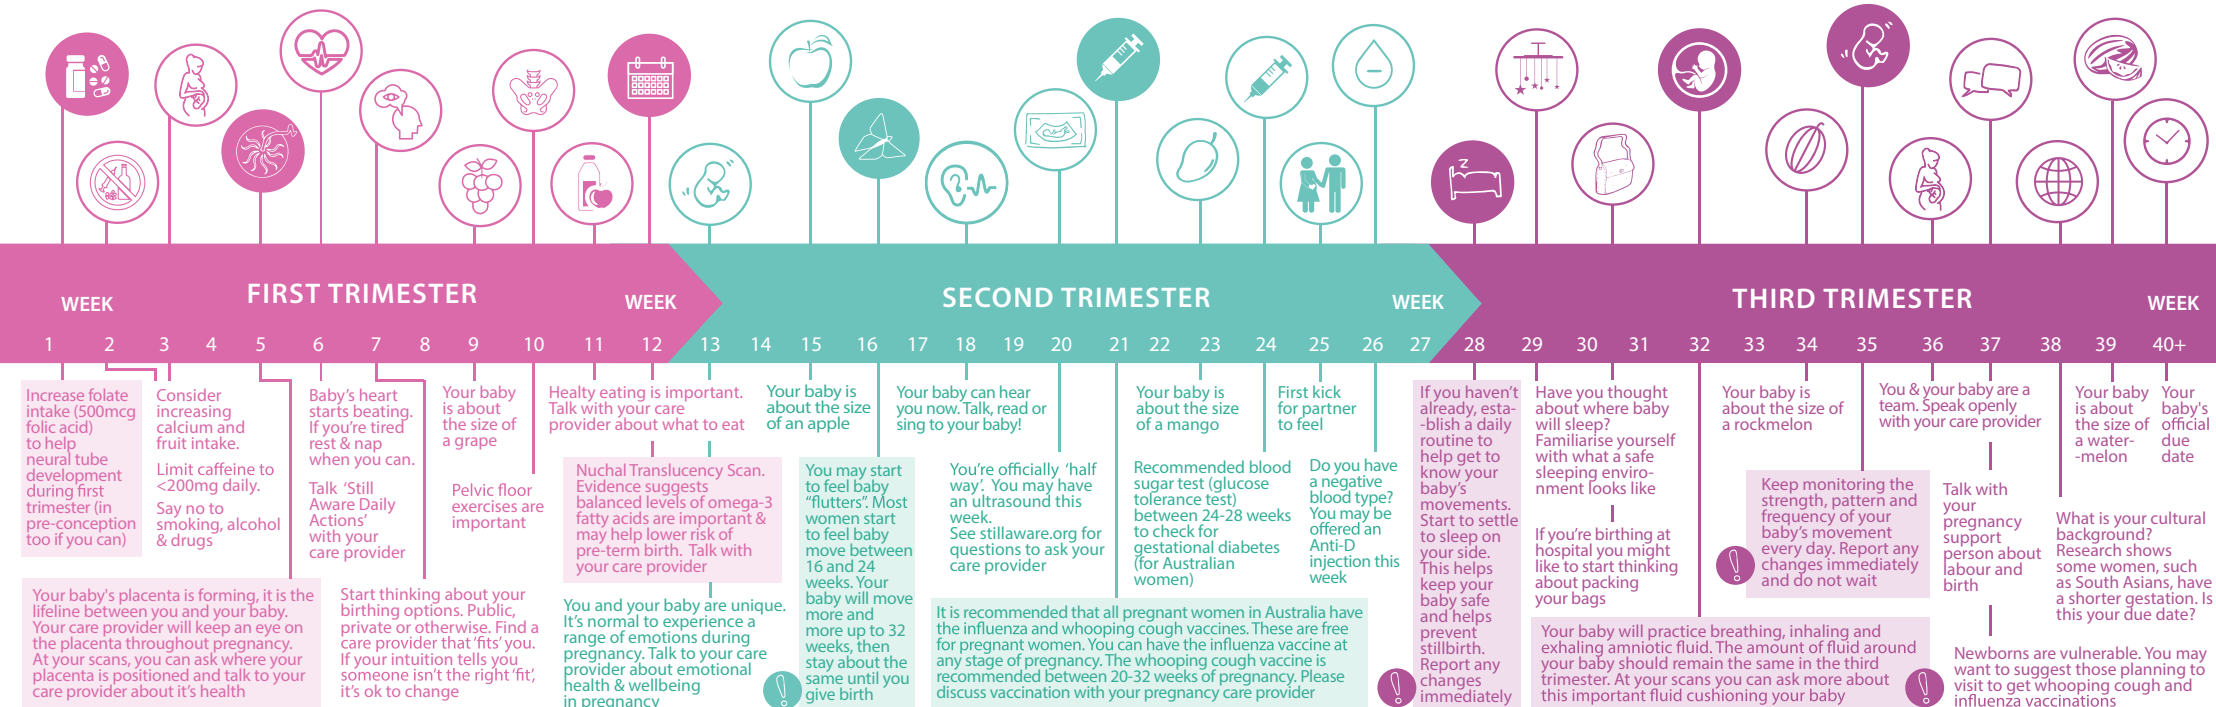 FIRST TRIMESTER
SECOND TRIMESTER
THIRD TRIMESTER
WEEK
WEEK
WEEK
WEEK
1 2 3 4 5 6 7 8 9 10 11 12 13 14 15 16 17 18 19 20 21 22 23 24 25 26 27 28 29 30 31 32 33 34 35 36 37 38 39 40+
Increase folate
intake (500mcg
folic acid)
to help
neural tube
development
during first
trimester (in
pre-conception
too if you can)
Consider
increasing
calcium and
fruit intake.
Limit caffeine to
<200mg daily.
Say no to
smoking, alcohol
& drugs
Your baby's placenta is forming, it is the
lifeline between you and your baby.
Your care provider will keep an eye on
the placenta throughout pregnancy.
At your scans, you can ask where your
placenta is positioned and talk to your
care provider about it's health
Baby's heart
starts beating.
If you're tired
rest & nap
when you can.
Talk 'Still
Aware Daily
Actions'
with your
care provider
Start thinking about your
birthing options. Public,
private or otherwise. Find a
care provider that 'fits' you.
If your intuition tells you
someone isn't the right 'fit',
it's ok to change
Your baby
is about
the size of
a grape
Pelvic floor
exercises are
important
Healty eating is important.
Talk with your care
provider about what to eat
Nuchal Translucency Scan.
Evidence suggests
balanced levels of omega-3
fatty acids are important &
may help lower risk of
pre-term birth. Talk with
your care provider
You and your baby are unique.
It's normal to experience a
range of emotions during
pregnancy. Talk to your care
provider about emotional
health & wellbeing
in pregnancy
Your baby is
about the size
of an apple
You may start
to feel baby
"flutters". Most
women start
to feel baby
move between
16 and 24
weeks. Your
baby will move
more and
more up to 32
weeks, then
stay about the
same until you
give birth
Your baby can hear
you now. Talk, read or
sing to your baby!
You're officially 'half
way'. You may have
an ultrasound this
week.
See stillaware.org for
questions to ask your
care provider
It is recommended that all pregnant women in Australia have
the influenza and whooping cough vaccines. These are free
for pregnant women. You can have the influenza vaccine at
any stage of pregnancy. The whooping cough vaccine is
recommended between 20-32 weeks of pregnancy. Please
discuss vaccination with your pregnancy care provider
Your baby is
about the size
of a mango
Recommended blood
sugar test (glucose
tolerance test)
between 24-28 weeks
to check for
gestational diabetes
(for Australian
women)
First kick
for partner
to feel
Do you have
a negative
blood type?
You may be
offered an
Anti-D
injection this
week
If you haven't
already, esta-
-blish a daily
routine to
help get to
know your
baby's
movements.
Start to settle
to sleep on
your side.
This helps
keep your
baby safe
and helps
prevent
stillbirth.
Report any
changes
immediately
Z
Have you thought
about where baby
will sleep?
Familiarise yourself
with what a safe
sleeping enviro-
nment looks like
If you're birthing at
hospital you might
like to start thinking
about packing
your bags
Your baby will practice breathing, inhaling and
exhaling amniotic fluid. The amount of fluid around
your baby should remain the same in the third
trimester. At your scans you can ask more about
this important fluid cushioning your baby
Your baby is
about the size of
a rockmelon
Keep monitoring the
strength, pattern and
frequency of your
baby's movement
every day. Report any
changes immediately
and do not wait
You & your baby are a
team. Speak openly
with your care provider
Talk with
your
pregnancy
support
person about
labour and
birth
Newborns are vulnerable. You may
want to suggest those planning to
visit to get whooping cough and
influenza vaccinations
What is your cultural
background?
Research shows
some women, such
as South Asians, have
a shorter gestation. Is
this your due date?
Your baby
is about
the size of
a water-
-melon
Your
baby's
official
due
date